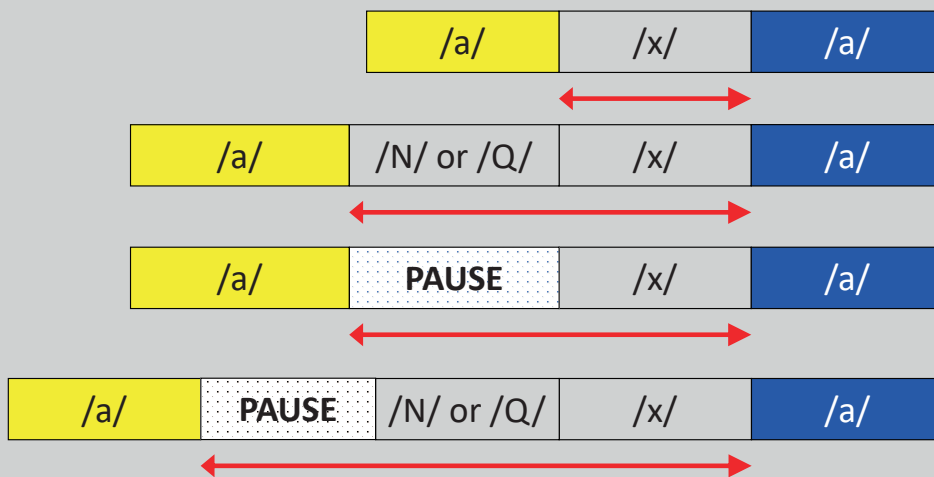 /a/ /x/ /a/
/a/ /N/ or /Q/ /x/ /a/
/a/ PAUSE /x/ /a/
/a/ PAUSE /N/ or /Q/ /x/ /a/